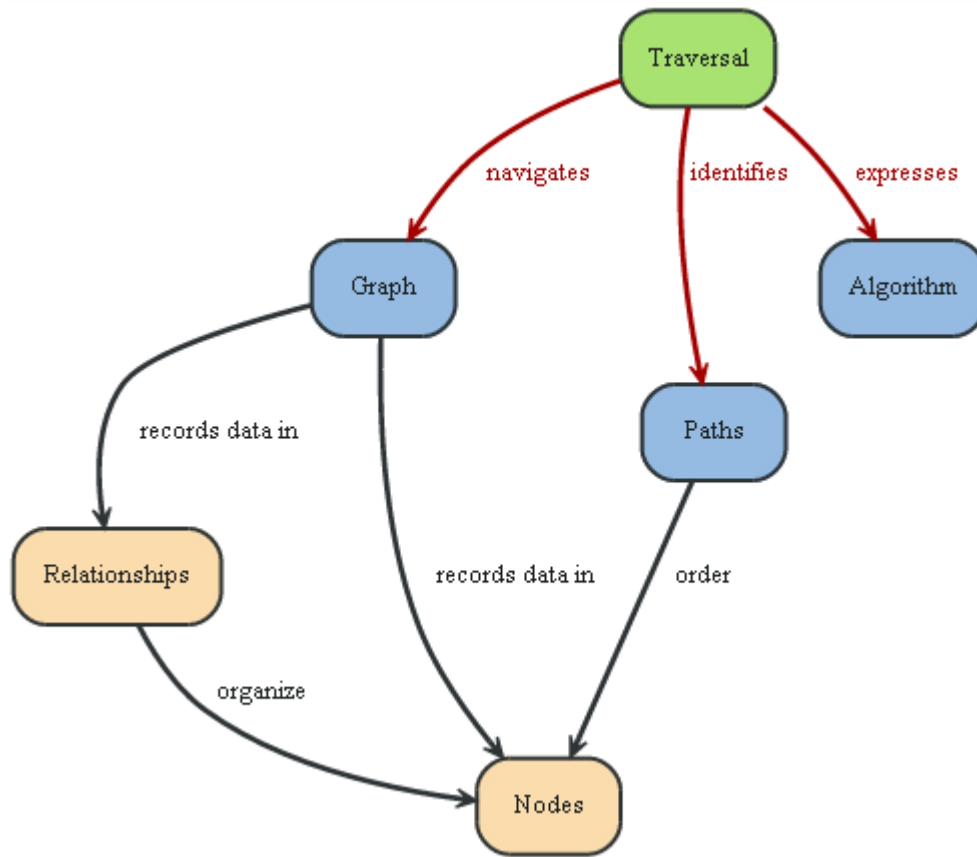 Traversal
navigates
identifies
expresses
Graph
Algorithm
Paths
records data in
Relationships
records data in
order
organize
Nodes